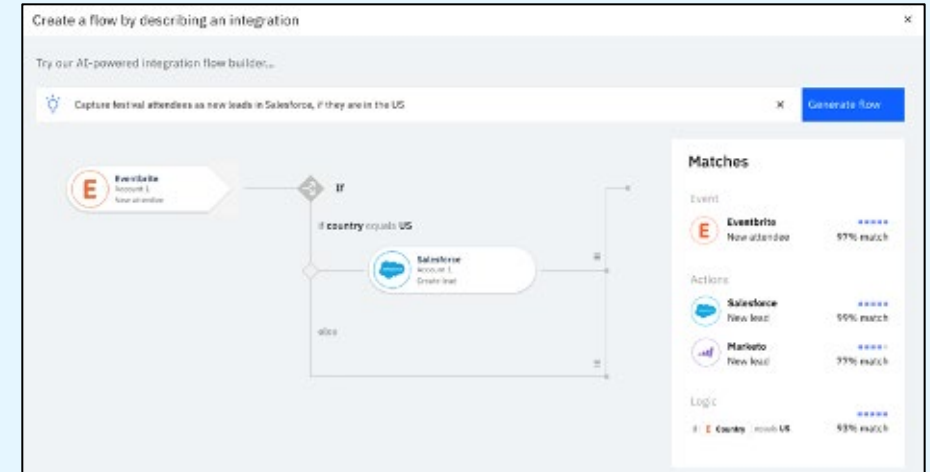 Create a flow by describing an integration
×
Try our AI-powered integration flow builder...
Capture festival attendees as new leads in Salesforce, if they are in the US
×
Generate flow
E
Eventbrite
Account 1
New attendee
If
if country equals US
Salesforce
Account 1
Create lead
else
Matches
Event
E
Eventbrite
New attendee
97% match
Actions
Salesforce
New lead
99% match
Marketo
New lead
77% match
Logic
if E Country equals US
93% match